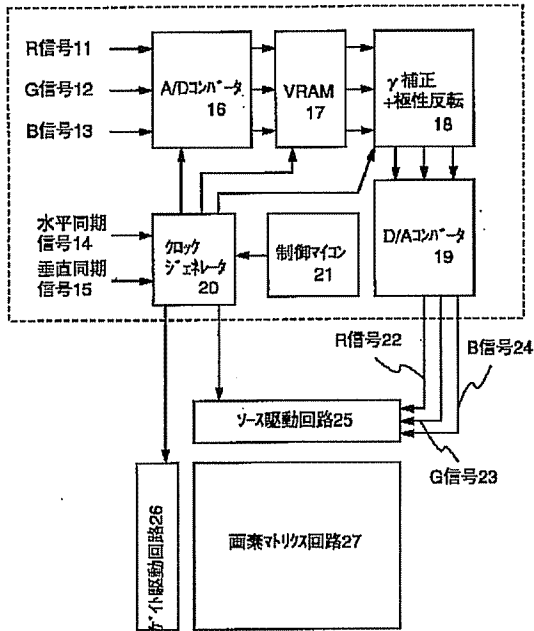 R信号11
G信号12
B信号13
A/Dコンバータ
16
VRAM
17
γ補正
+極性反転
18
水平同期
信号14
垂直同期
信号15
クロック
ジェネレータ
20
制御マイコン
21
D/Aコンバータ
19
R信号22
B信号24
ソース駆動回路25
G信号23
ゲイト駆動回路26
画素マトリクス回路27